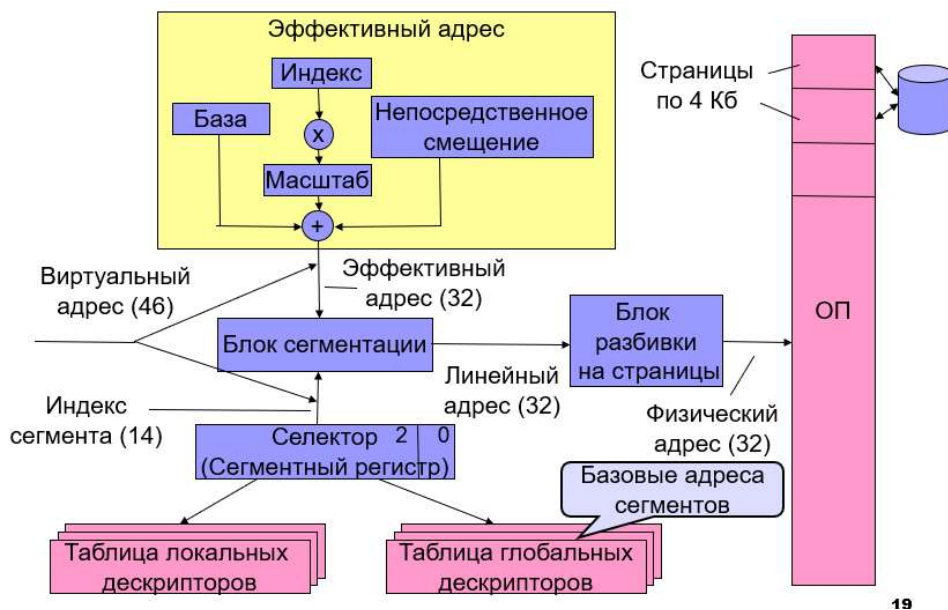 Эффективный адрес
Индекс
База
x
Непосредственное
смещение
Масштаб
+
Страницы
по 4 Кб
Виртуальный
адрес (46)
Эффективный
адрес (32)
Блок сегментации
Блок
разбивки
на страницы
ОП
Линейный
адрес (32)
Индекс
сегмента (14)
Физический
адрес (32)
Селектор 2 0
(Сегментный регистр)
Базовые адреса
сегментов
Таблица локальных
дескрипторов
Таблица глобальных
дескрипторов
19